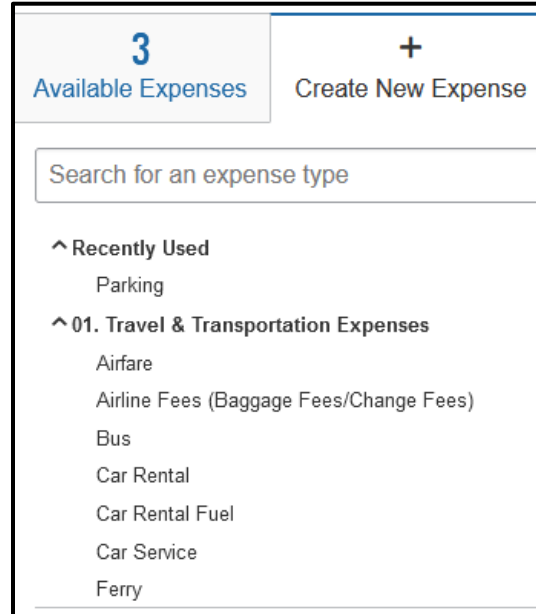 3
Available Expenses
+
Create New Expense
Search for an expense type
Recently Used
Parking
01. Travel & Transportation Expenses
Airfare
Airline Fees (Baggage Fees/Change Fees)
Bus
Car Rental
Car Rental Fuel
Car Service
Ferry